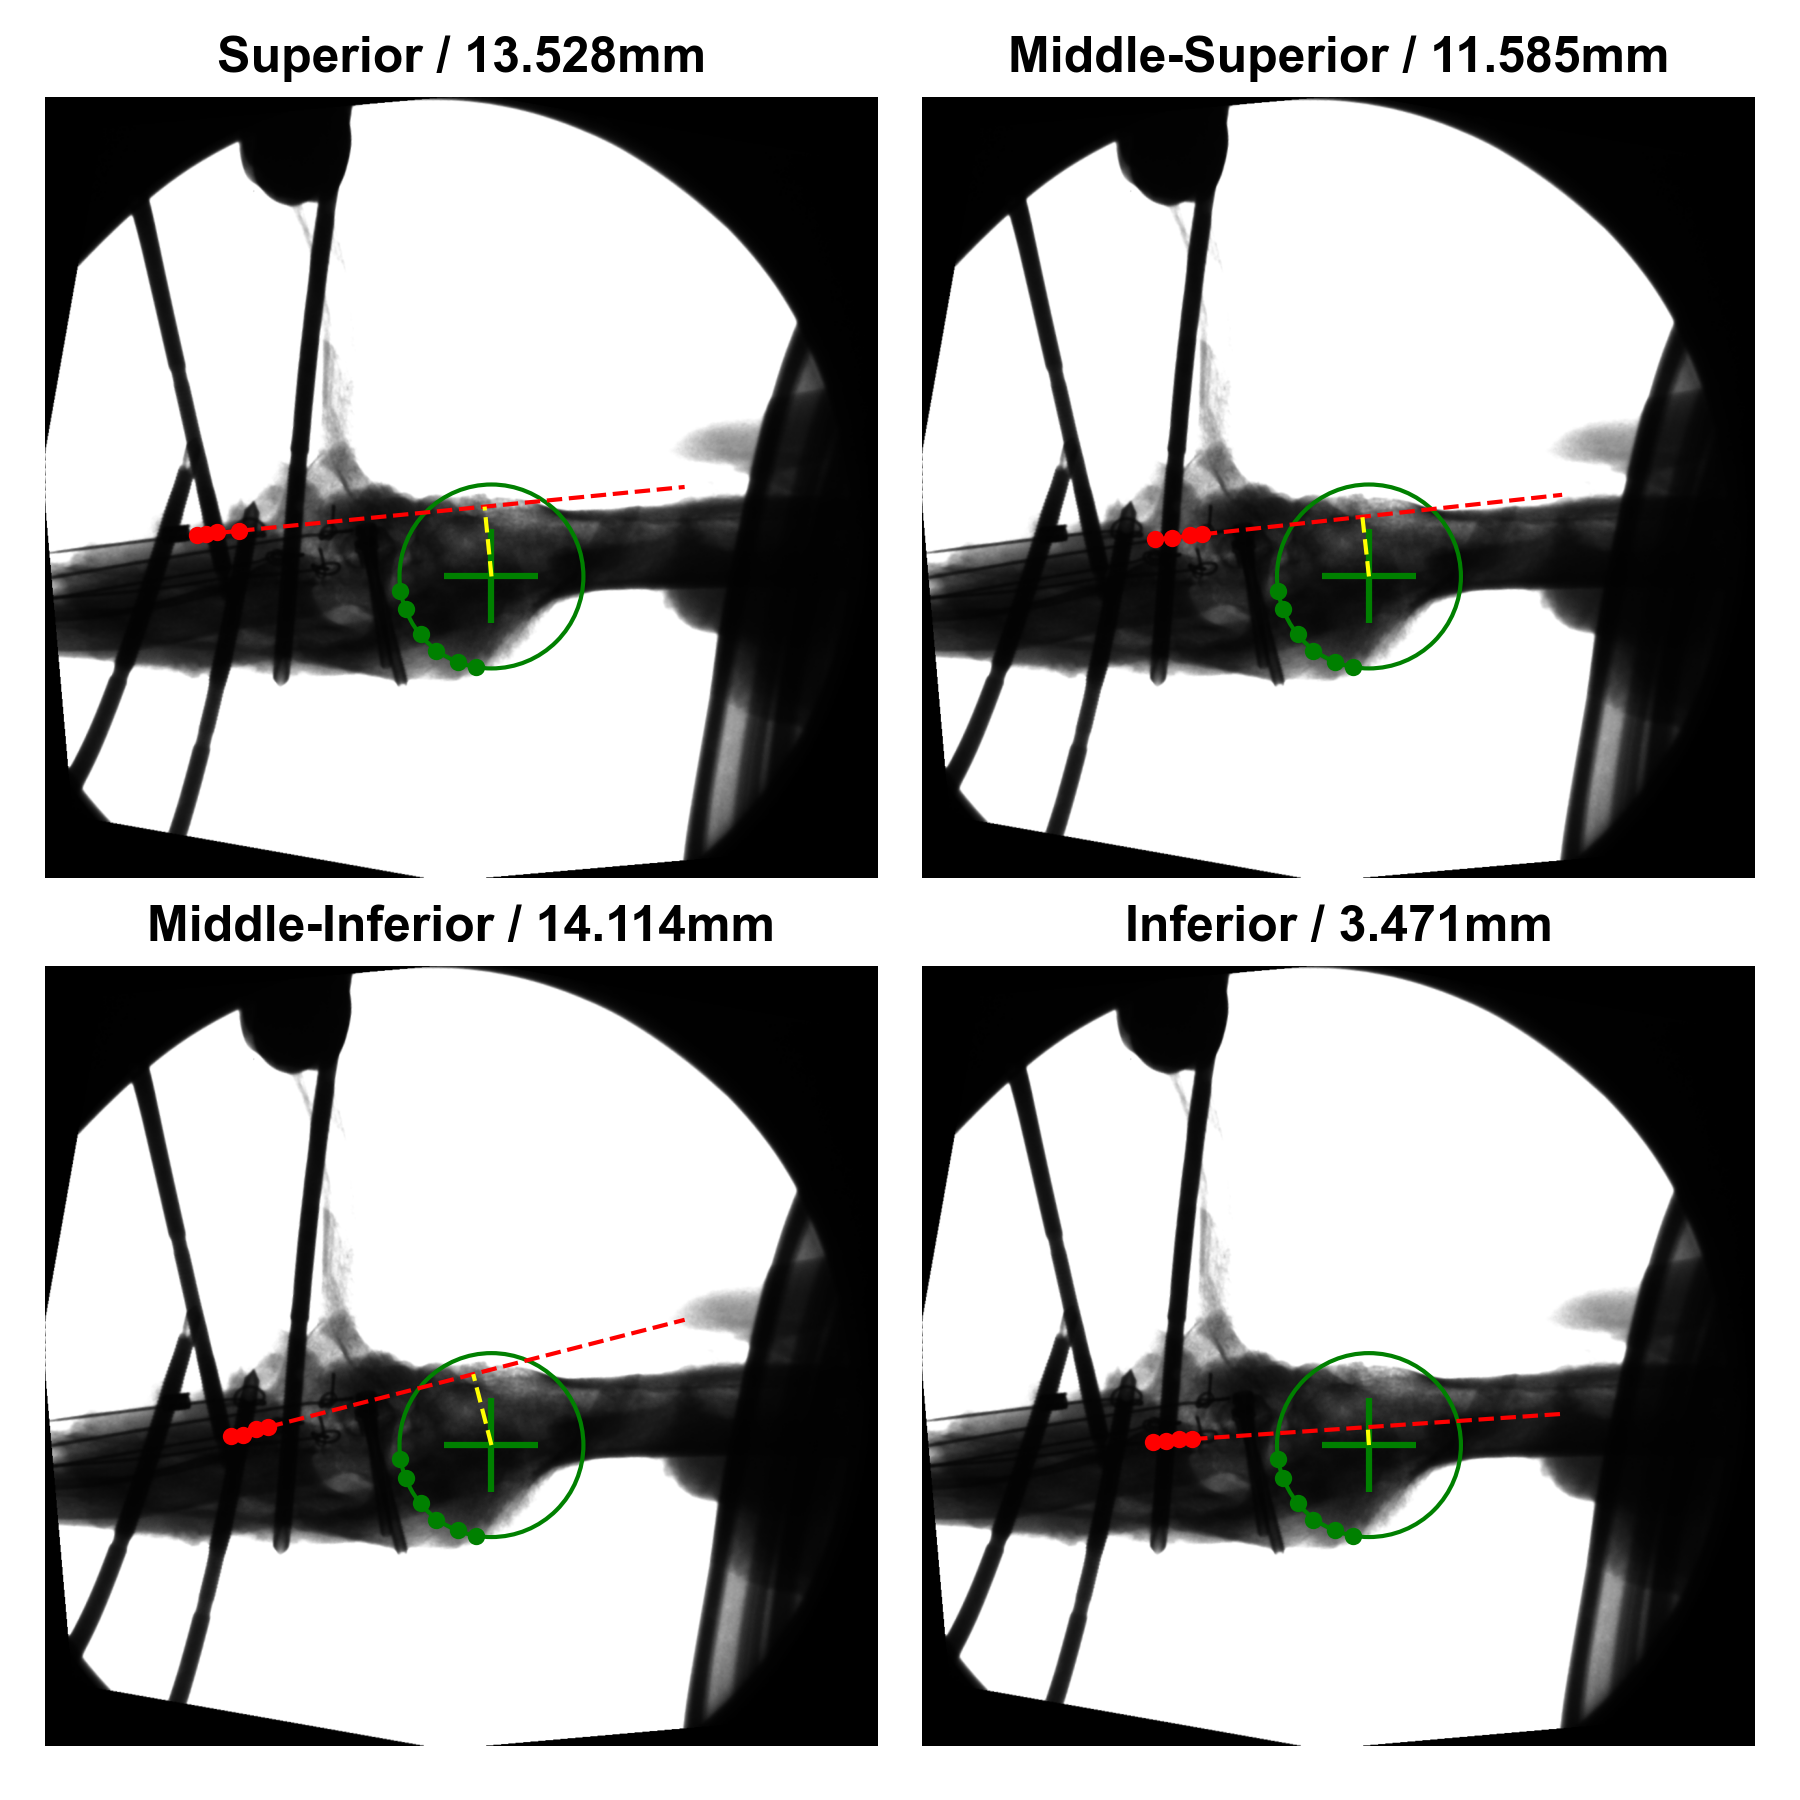 Superior / 13.528mm
Middle-Superior / 11.585mm
Middle-Inferior / 14.114mm
Inferior / 3.471mm